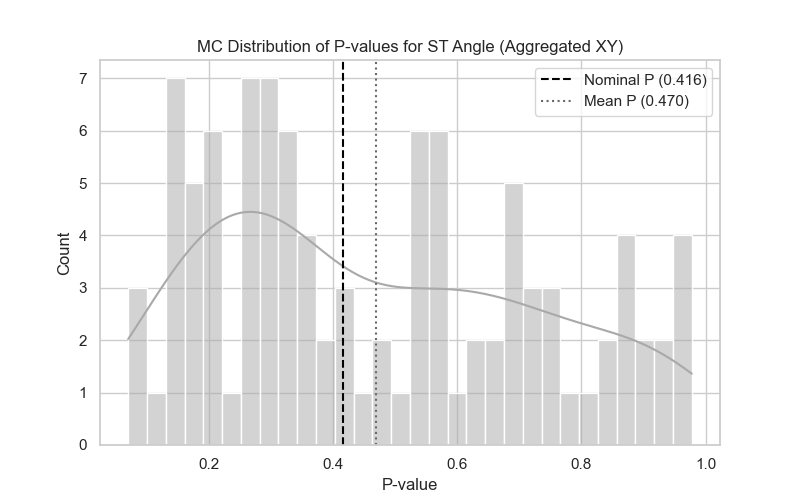 MC Distribution of P-values for ST Angle (Aggregated XY)
Nominal P (0.416)
Mean P (0.470)
Count
7
6
5
4
3
2
1
0
0.2 0.4 0.6 0.8 1.0
P-value